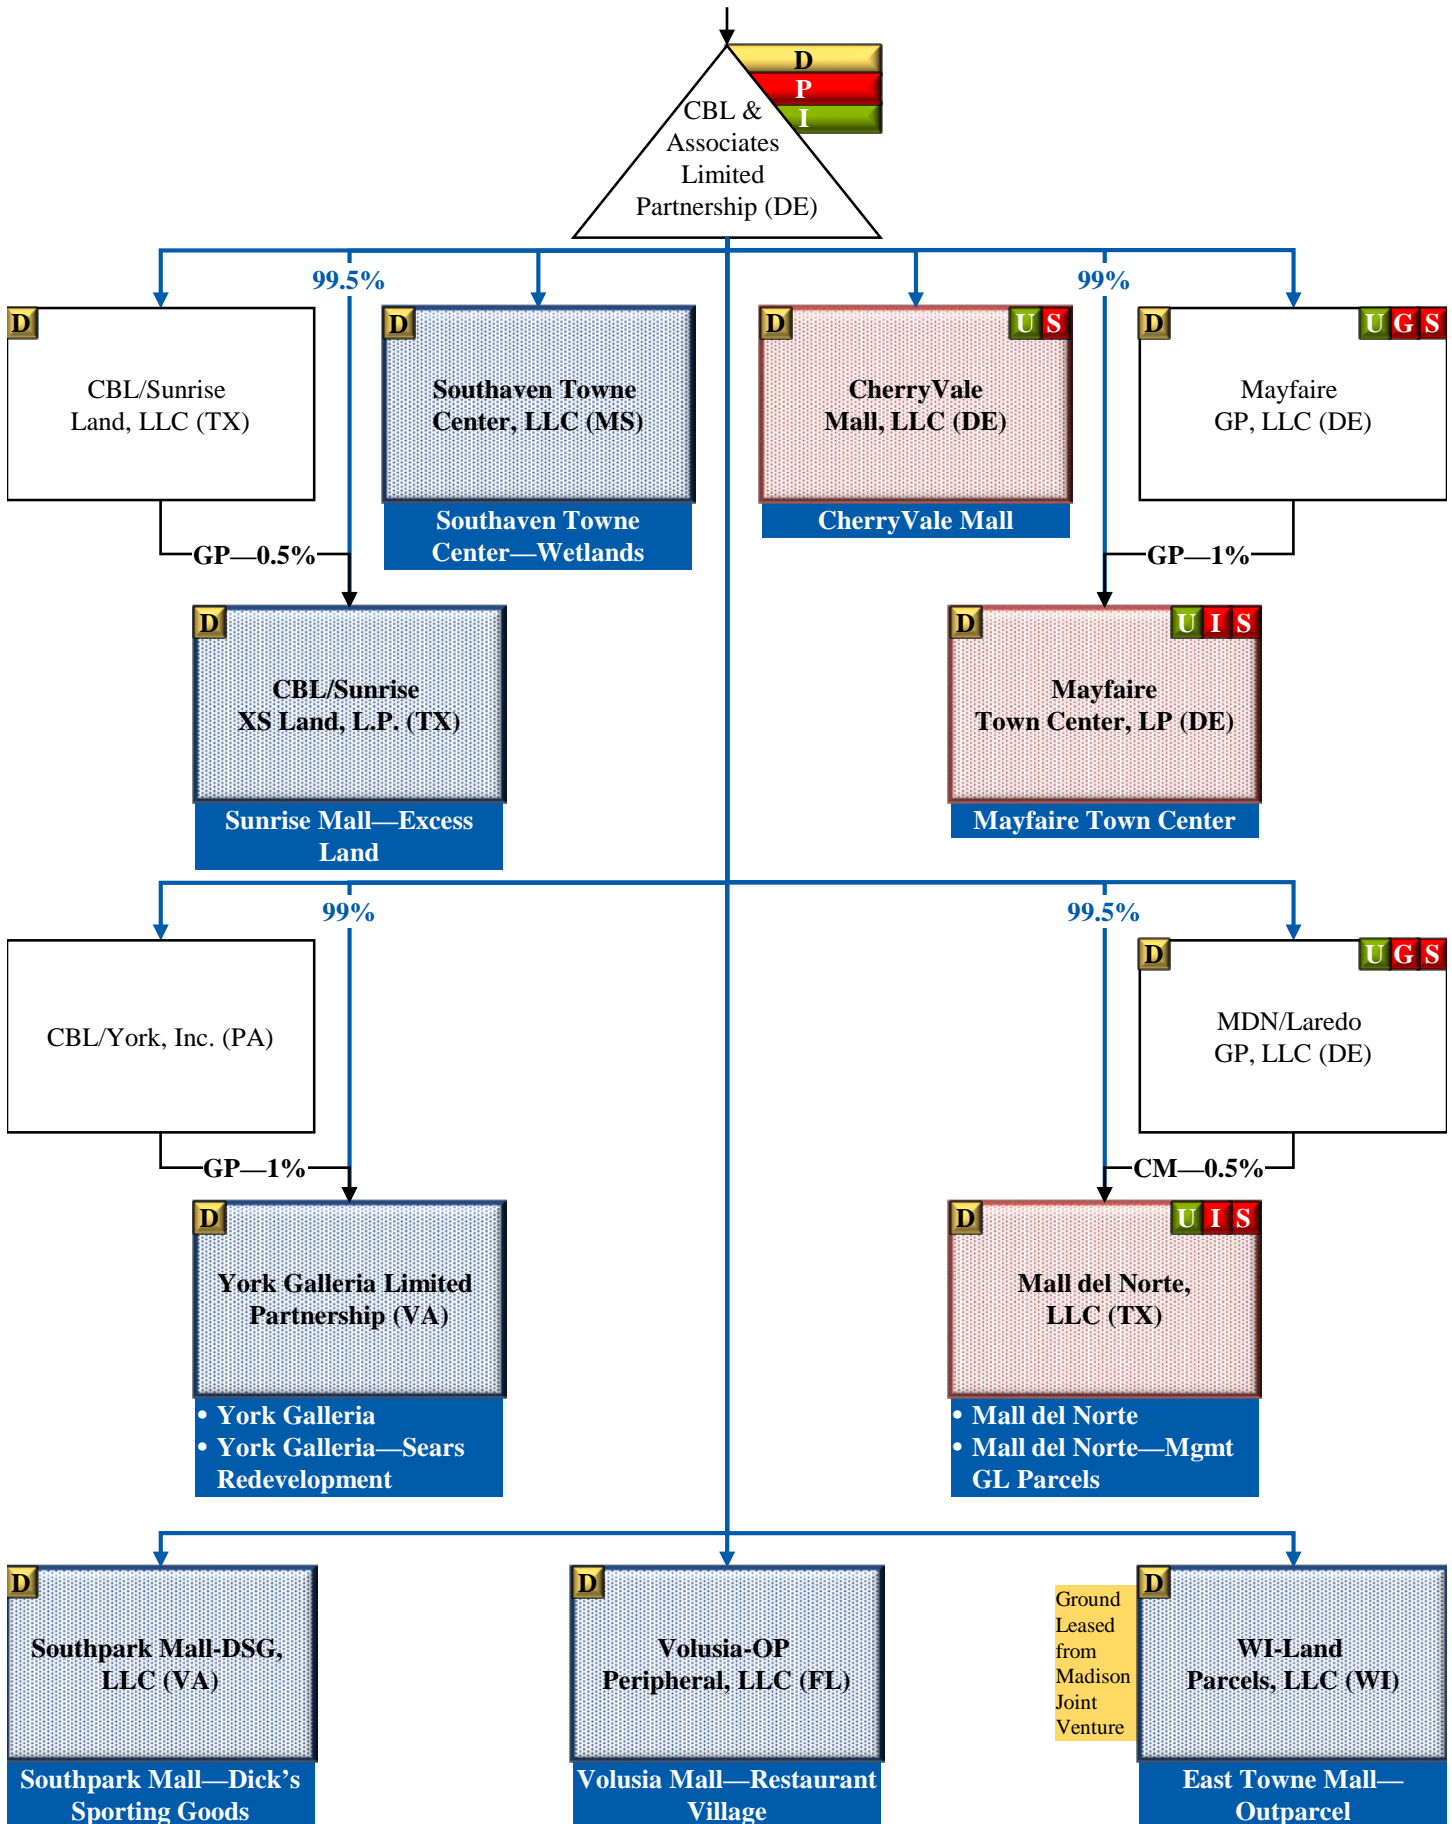 D
P
I
CBL &
Associates
Limited
Partnership (DE)
99.5%
99%
D
CBL/Sunrise
Land, LLC (TX)
D
Southaven Towne
Center, LLC (MS)
Southaven Towne
Center—Wetlands
D
U S
CherryVale
Mall, LLC (DE)
CherryVale Mall
D
U G S
Mayfaire
GP, LLC (DE)
GP—0.5%
GP—1%
D
CBL/Sunrise
XS Land, L.P. (TX)
Sunrise Mall—Excess
Land
D
U I S
Mayfaire
Town Center, LP (DE)
Mayfaire Town Center
99%
99.5%
CBL/York, Inc. (PA)
D
U G S
MDN/Laredo
GP, LLC (DE)
GP—1%
CM—0.5%
D
York Galleria Limited
Partnership (VA)
• York Galleria
• York Galleria—Sears
Redevelopment
D
U I S
Mall del Norte,
LLC (TX)
• Mall del Norte
• Mall del Norte—Mgmt
GL Parcels
D
Southpark Mall-DSG,
LLC (VA)
Southpark Mall—Dick's
Sporting Goods
D
Volusia-OP
Peripheral, LLC (FL)
Volusia Mall—Restaurant
Village
Ground
Leased
from
Madison
Joint
Venture
D
WI-Land
Parcels, LLC (WI)
East Towne Mall—
Outparcel